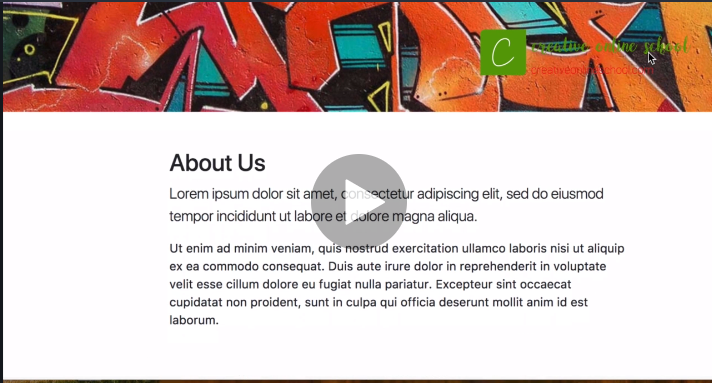 C creative online school
About Us
Lorem ipsum dolor sit amet, consectetur adipiscing elit, sed do eiusmod
tempor incididunt ut labore et dolore magna aliqua.
Ut enim ad minim veniam, quis nostrud exercitation ullamco laboris nisi ut aliquip
ex ea commodo consequat. Duis aute irure dolor in reprehenderit in voluptate
velit esse cillum dolore eu fugiat nulla pariatur. Excepteur sint occaecat
cupidatat non proident, sunt in culpa qui officia deserunt mollit anim id est
laborum.